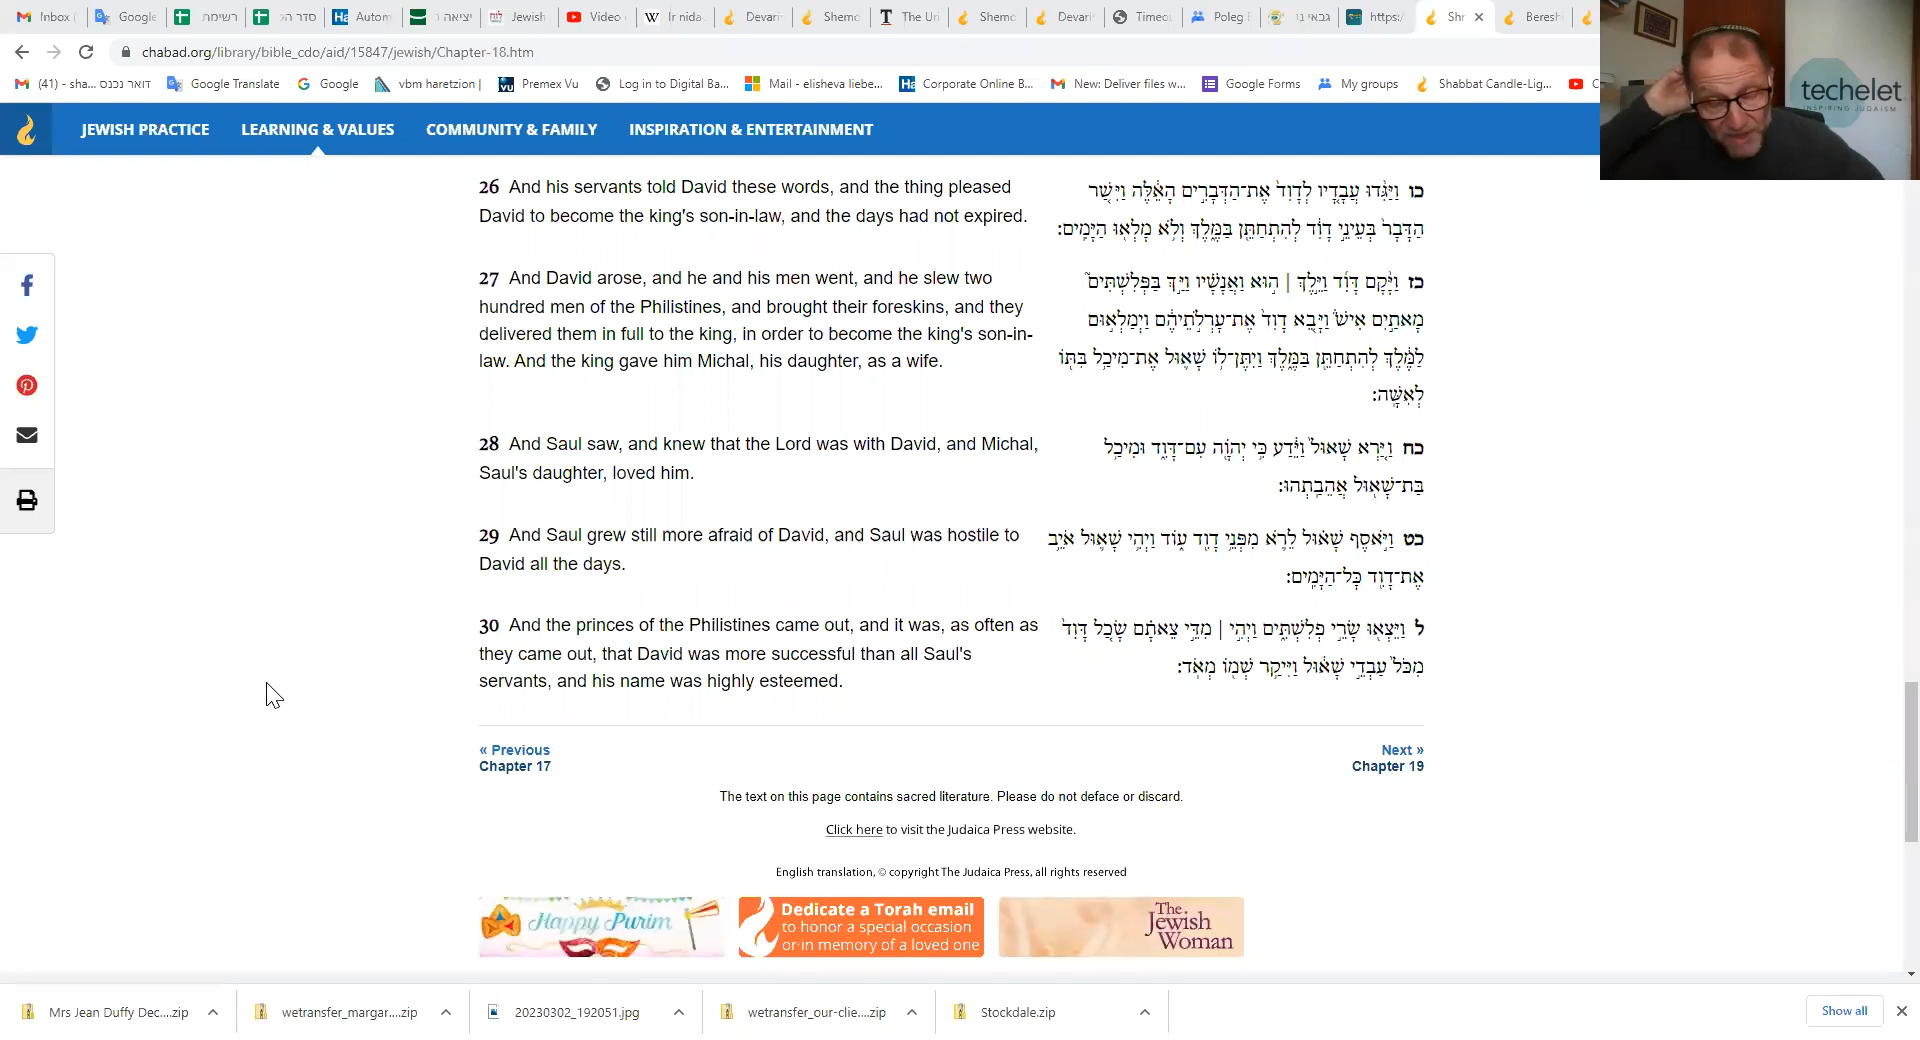 Inbox
Google
רשימת
סדר הל
Autom
יציאה
Jewish
Video
Ir nida
Devari
Shemo
The Uri
Shemo
Devari
Timeou
Poleg E
גבאי נר
https:/
Shr
Beresh
chabad.org/library/bible_cdo/aid/15847/jewish/Chapter-18.htm
(41) - sha... דואר נכנס
Google Translate
Google
vbm haretzion |
Premex Vu
Log in to Digital Ba...
Mail - elisheva liebe...
Corporate Online B...
New: Deliver files w...
Google Forms
My groups
Shabbat Candle-Lig...
techelet
INSPIRING JUDAISM
JEWISH PRACTICE
LEARNING & VALUES
COMMUNITY & FAMILY
INSPIRATION & ENTERTAINMENT
26 And his servants told David these words, and the thing pleased
David to become the king's son-in-law, and the days had not expired.
כו וַיַּגִּ֨דוּ עֲבָדָ֚יו לְדָוִד֙ אֶת־הַדְּבָרִ֣ים הָאֵ֔לֶּה וַיִּשַׁ֚ר
הַדָּבָר֙ בְּעֵינֵ֣י דָוִ֔ד לְהִתְחַתֵּ֖ן בַּמֶּ֑לֶךְ וְלֹ֥א מָלְא֖וּ הַיָּמִֽים:
27 And David arose, and he and his men went, and he slew two
hundred men of the Philistines, and brought their foreskins, and they
delivered them in full to the king, in order to become the king's son-in-
law. And the king gave him Michal, his daughter, as a wife.
כז וַיָּ֨קָם דָּוִ֜ד וַיֵּ֣לֶךְ | ה֣וּא וַאֲנָשָׁ֗יו וַיַּ֣ךְ בַּפְּלִשְׁתִּים֘
מָאתַ֣יִם אִישׁ֒ וַיָּבֵ֚א דָוִד֙ אֶת־עָרְלֹ֣תֵיהֶ֔ם וַיְמַלְא֣וּם
לַמֶּ֔לֶךְ לְהִתְחַתֵּ֖ן בַּמֶּ֑לֶךְ וַיִּתֶּן־ל֥וֹ שָׁא֛וּל אֶת־מִיכַ֥ל בִּתּ֖וֹ
לְאִשָּֽׁה:
28 And Saul saw, and knew that the Lord was with David, and Michal,
Saul's daughter, loved him.
כח וַיַּ֚רְא שָׁאוּל֙ וַיֵּ֔דַע כִּ֥י יְהֹוָ֖ה עִם־דָּוִ֑ד וּמִיכַ֥ל
בַּת־שָׁא֖וּל אֲהֵבַֽתְהוּ:
29 And Saul grew still more afraid of David, and Saul was hostile to
David all the days.
כט וַיֹּ֣אסֶף שָׁא֗וּל לֵרֹ֛א מִפְּנֵ֥י דָוִ֖ד ע֑וֹד וַיְהִ֥י שָׁא֛וּל אֹיֵ֥ב
אֶת־דָּוִ֖ד כָּל־הַיָּמִֽים:
30 And the princes of the Philistines came out, and it was, as often as
they came out, that David was more successful than all Saul's
servants, and his name was highly esteemed.
ל וַיֵּצְא֖וּ שָׂרֵ֣י פְלִשְׁתִּ֑ים וַיְהִ֣י | מִדֵּ֣י צֵאתָ֗ם שָׂכַ֚ל דָּוִד֙
מִכֹּל֙ עַבְדֵ֣י שָׁא֔וּל וַיִּיקַ֥ר שְׁמ֖וֹ מְאֹֽד:
« Previous
Chapter 17
Next »
Chapter 19
The text on this page contains sacred literature. Please do not deface or discard.
Click here to visit the Judaica Press website.
English translation, © copyright The Judaica Press, all rights reserved
Happy Purim
Dedicate a Torah email
to honor a special occasion
or in memory of a loved one
The
Jewish
Woman
Mrs Jean Duffy Dec....zip
wetransfer_margar....zip
20230302_192051.jpg
wetransfer_our-clie....zip
Stockdale.zip
Show all